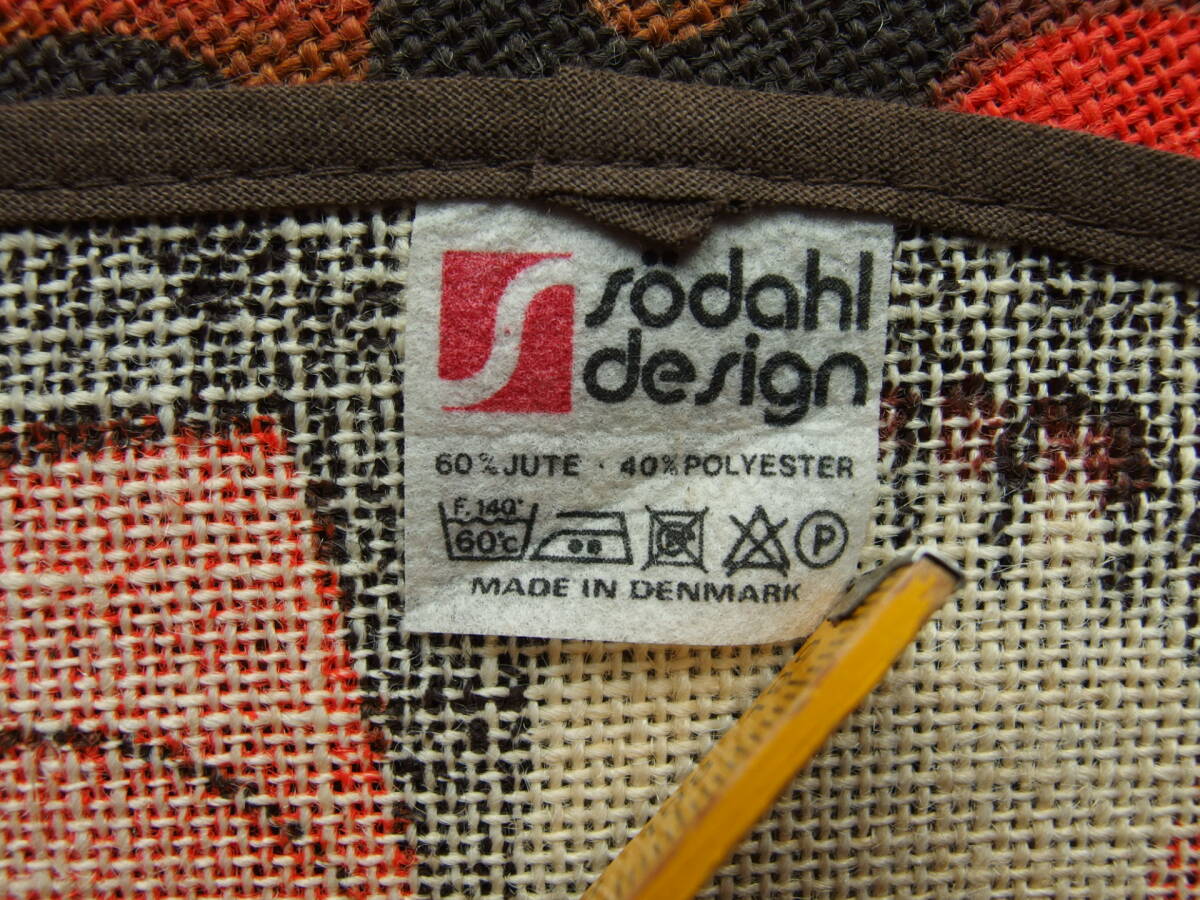 södahl
design
60% JUTE · 40% POLYESTER
F. 140°
60°C
P
MADE IN DENMARK